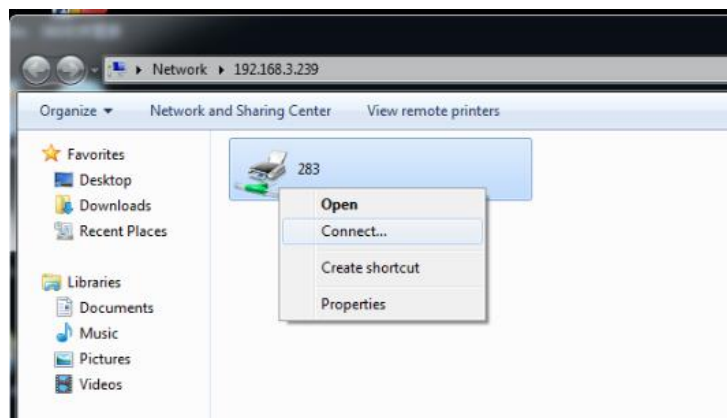 Network ▸ 192.168.3.239
Organize ▾ Network and Sharing Center View remote printers
Favorites
Desktop
Downloads
Recent Places
Libraries
Documents
Music
Pictures
Videos
283
Open
Connect...
Create shortcut
Properties